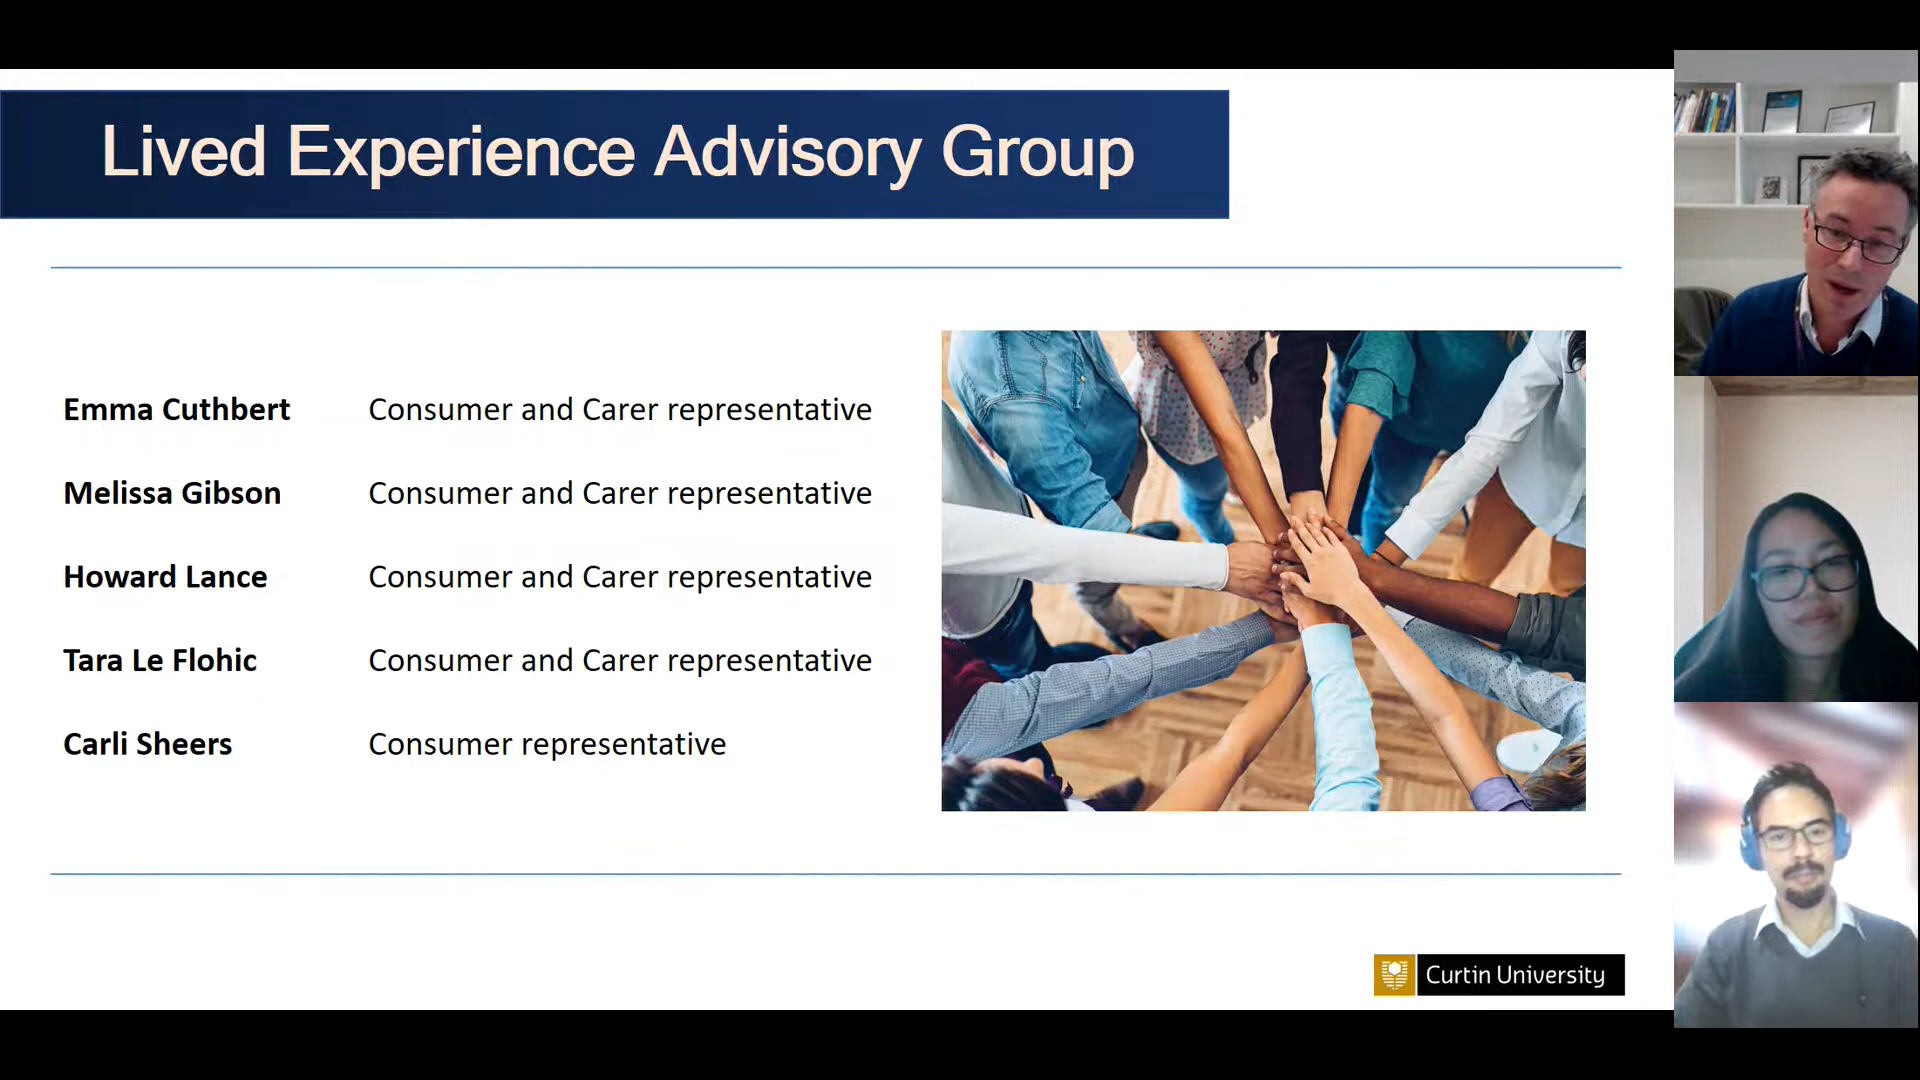 Lived Experience Advisory Group
Emma Cuthbert Consumer and Carer representative
Melissa Gibson Consumer and Carer representative
Howard Lance Consumer and Carer representative
Tara Le Flohic Consumer and Carer representative
Carli Sheers Consumer representative
Curtin University